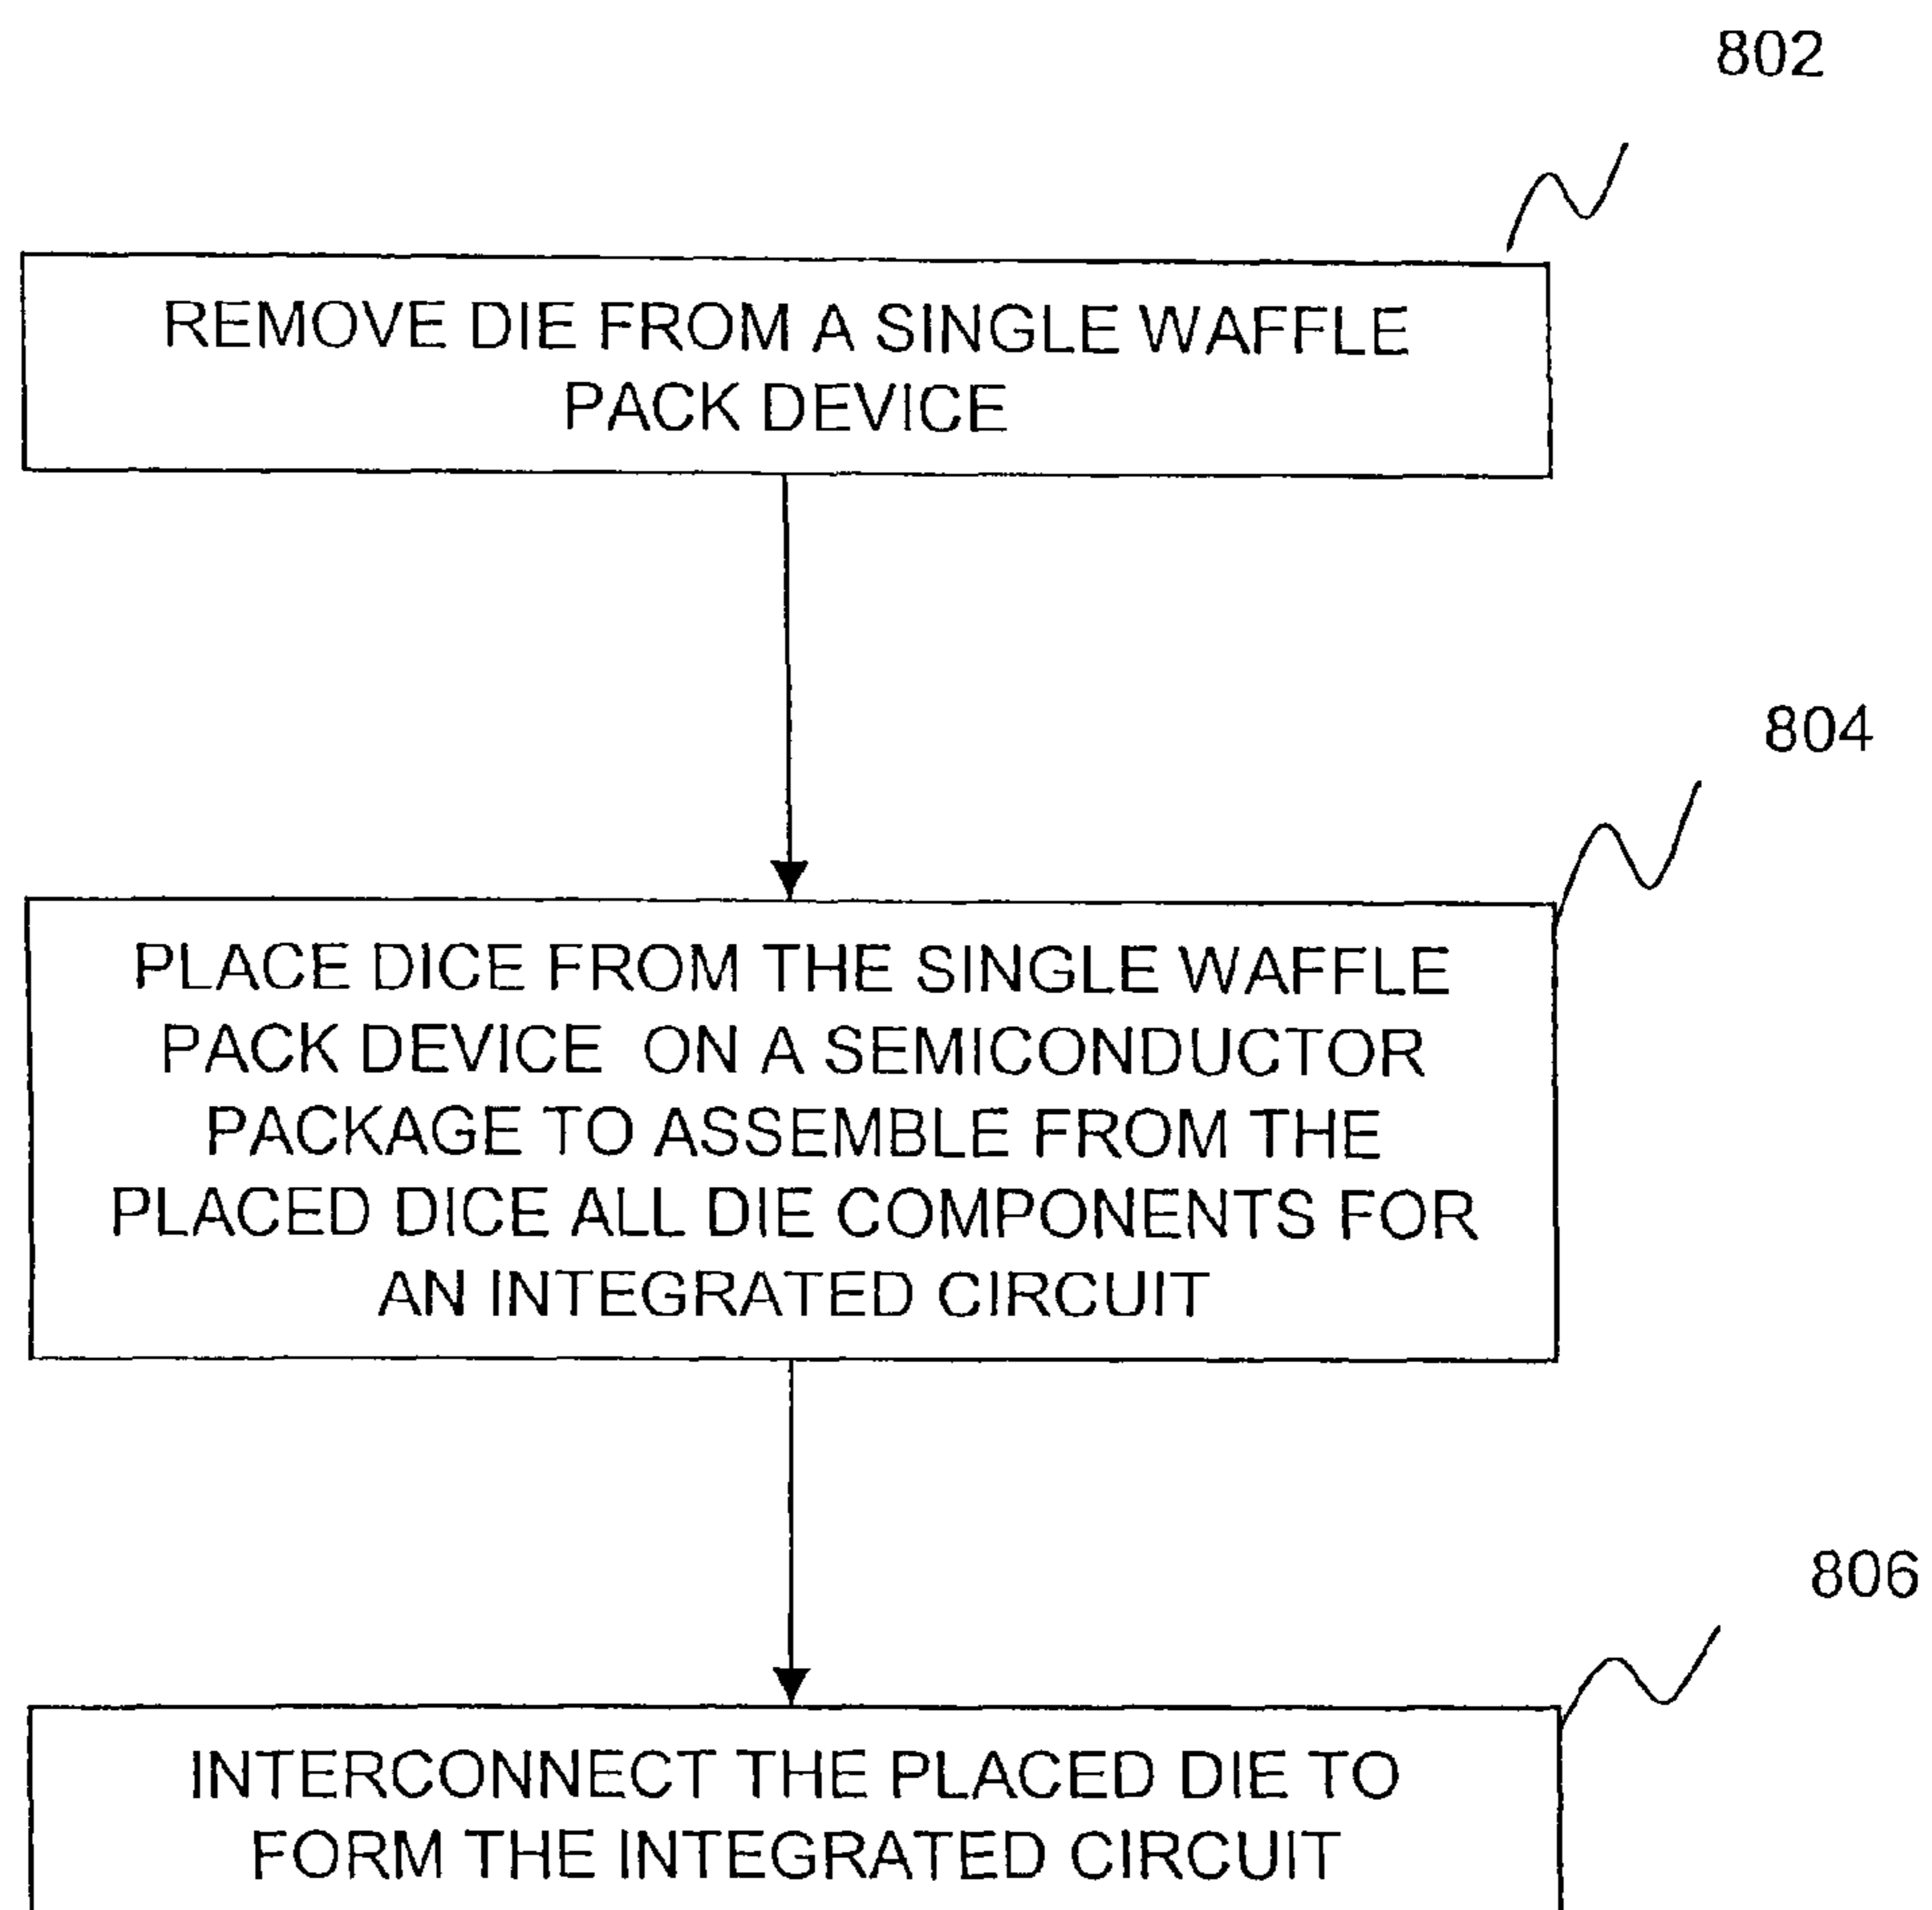 802
REMOVE DIE FROM A SINGLE WAFFLE
PACK DEVICE
804
PLACE DICE FROM THE SINGLE WAFFLE
PACK DEVICE ON A SEMICONDUCTOR
PACKAGE TO ASSEMBLE FROM THE
PLACED DICE ALL DIE COMPONENTS FOR
AN INTEGRATED CIRCUIT
806
INTERCONNECT THE PLACED DIE TO
FORM THE INTEGRATED CIRCUIT